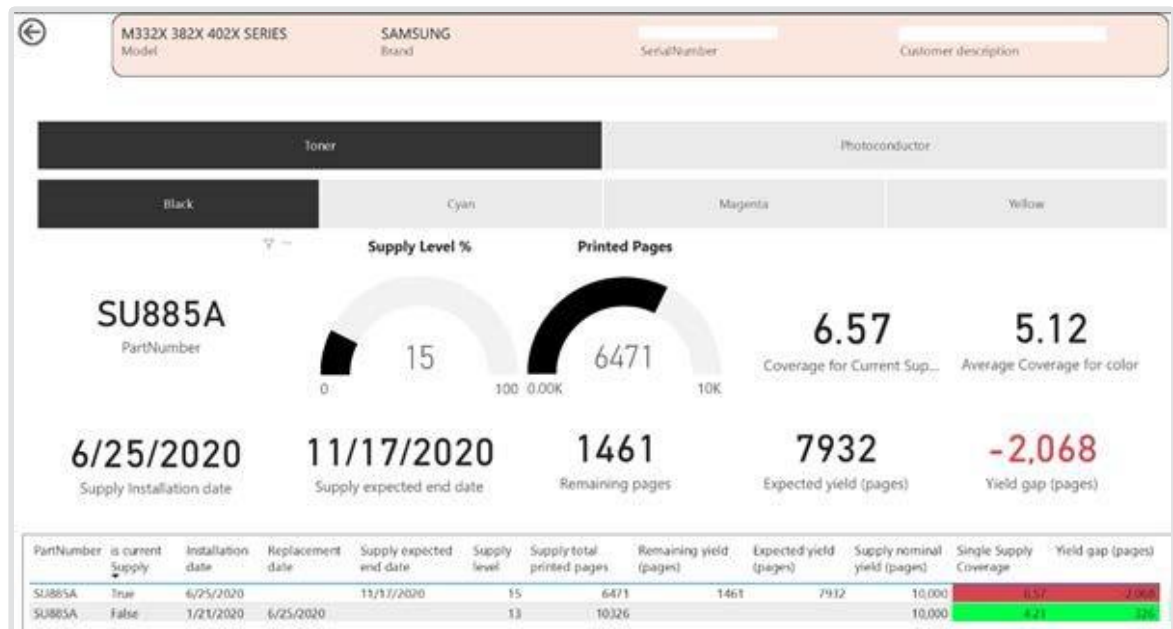 M332X 382X 402X SERIES SAMSUNG
Model Brand SerialNumber Customer description
Toner Photoconductor
Black Cyan Magenta Yellow
Supply Level % Printed Pages
SU885A
PartNumber
15
0 100
6471
0.00K 10K
6.57
Coverage for Current Sup...
5.12
Average Coverage for color
6/25/2020
Supply Installation date
11/17/2020
Supply expected end date
1461
Remaining pages
7932
Expected yield (pages)
-2,068
Yield gap (pages)
PartNumber is current Supply Installation date Replacement date Supply expected end date Supply level Supply total printed pages Remaining yield (pages) Expected yield (pages) Supply nominal yield (pages) Single Supply Coverage Yield gap (pages)
SU885A True 6/25/2020 11/17/2020 15 6471 1461 7932 10,000 6.57 -2,068
SU885A False 1/21/2020 6/25/2020 13 10326 10,000 4.21 326